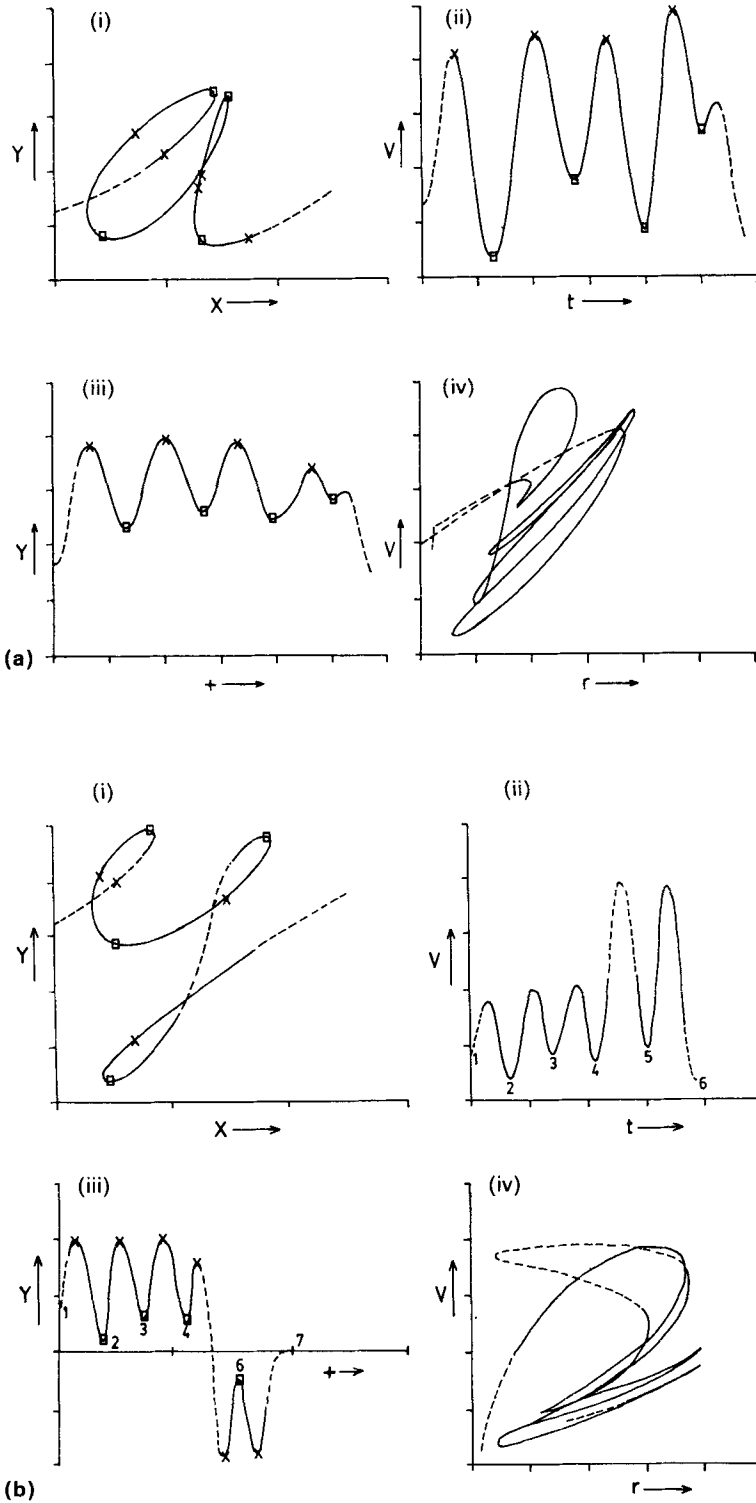 (i)
Y
X
(ii)
V
t
(iii)
Y
+
(iv)
V
r
(a)
(i)
Y
X
(ii)
V
1
2
3
4
5
6
t
(iii)
Y
1
2
3
4
6
7
+
(iv)
V
r
(b)